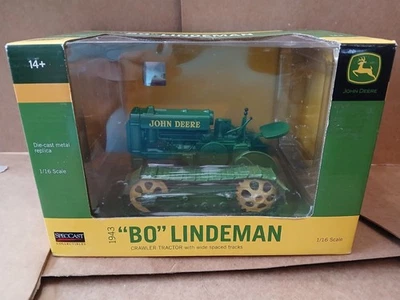 14+
JOHN DEERE
Die-cast metal
replica
1/16 Scale
JOHN DEERE
SPECCAST
1943 "BO" LINDEMAN
CRAWLER TRACTOR with wide spaced tracks
1/16 Scale